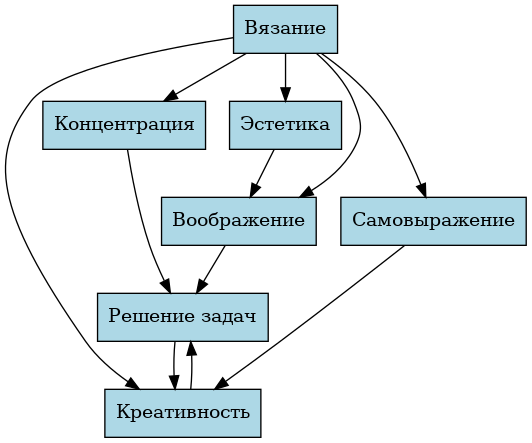 Вязание
Концентрация
Эстетика
Воображение
Самовыражение
Решение задач
Креативность